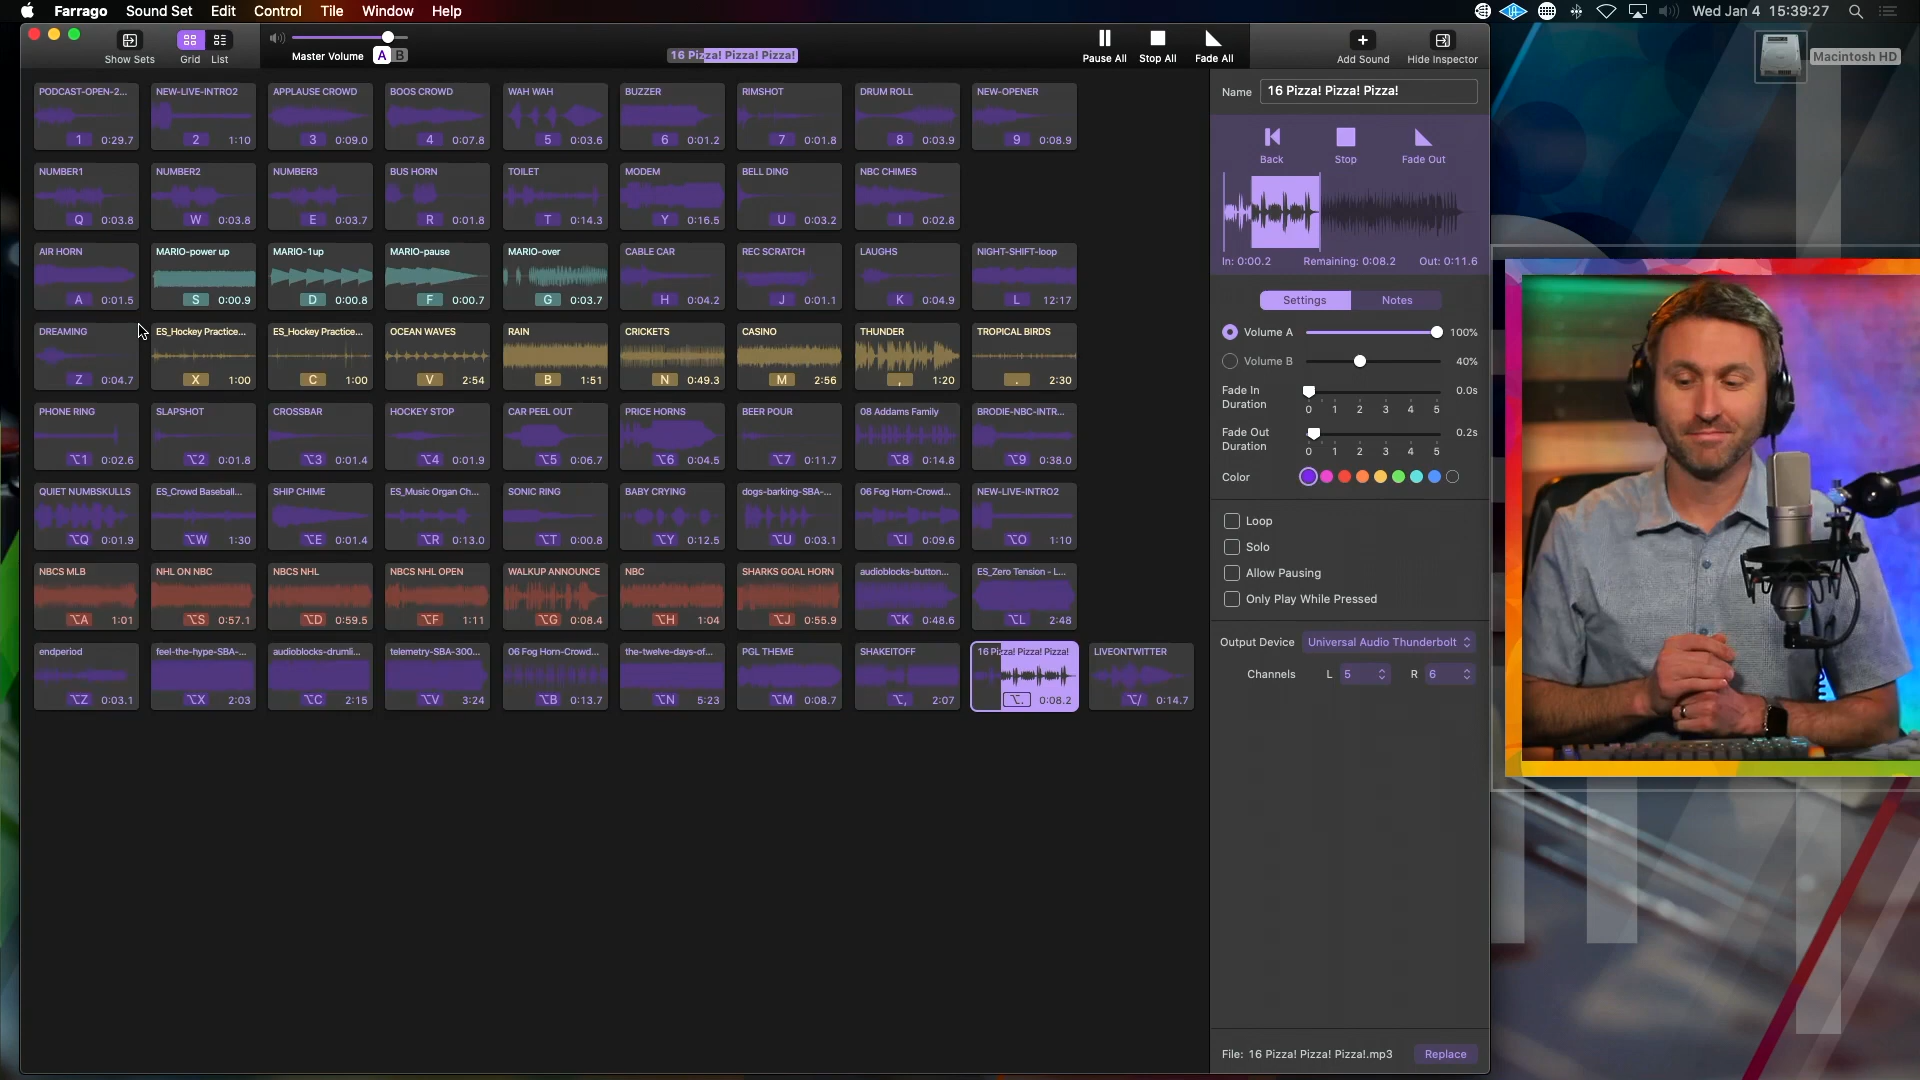 Farrago Sound Set Edit Control Tile Window Help
Wed Jan 4 15:39:27
Show Sets Grid List
Master Volume A B
16 Pizza! Pizza! Pizza!
Pause All Stop All Fade All
Add Sound Hide Inspector
Macintosh HD
PODCAST-OPEN-2... NEW-LIVE-INTRO2 APPLAUSE CROWD BOOS CROWD WAH WAH BUZZER RIMSHOT DRUM ROLL NEW-OPENER
1 0:29.7 2 1:10 3 0:09.0 4 0:07.8 5 0:03.6 6 0:01.2 7 0:01.8 8 0:03.9 9 0:08.9
NUMBER1 NUMBER2 NUMBER3 BUS HORN TOILET MODEM BELL DING NBC CHIMES
Q 0:03.8 W 0:03.8 E 0:03.7 R 0:01.8 T 0:14.3 Y 0:16.5 U 0:03.2 I 0:02.8
AIR HORN MARIO-power up MARIO-1up MARIO-pause MARIO-over CABLE CAR REC SCRATCH LAUGHS NIGHT-SHIFT-loop
A 0:01.5 S 0:00.9 D 0:00.8 F 0:00.7 G 0:03.7 H 0:04.2 J 0:01.1 K 0:04.9 L 12:17
DREAMING ES_Hockey Practice... ES_Hockey Practice... OCEAN WAVES RAIN CRICKETS CASINO THUNDER TROPICAL BIRDS
Z 0:04.7 X 1:00 C 1:00 V 2:54 B 1:51 N 0:49.3 M 2:56 , 1:20 . 2:30
PHONE RING SLAPSHOT CROSSBAR HOCKEY STOP CAR PEEL OUT PRICE HORNS BEER POUR 08 Addams Family BRODIE-NBC-INTR...
⌥1 0:02.6 ⌥2 0:01.8 ⌥3 0:01.4 ⌥4 0:01.9 ⌥5 0:06.7 ⌥6 0:04.5 ⌥7 0:11.7 ⌥8 0:14.8 ⌥9 0:38.0
QUIET NUMBSKULLS ES_Crowd Baseball... SHIP CHIME ES_Music Organ Ch... SONIC RING BABY CRYING dogs-barking-SBA-... 06 Fog Horn-Crowd... NEW-LIVE-INTRO2
⌥Q 0:01.9 ⌥W 1:30 ⌥E 0:01.4 ⌥R 0:13.0 ⌥T 0:00.8 ⌥Y 0:12.5 ⌥U 0:03.1 ⌥I 0:09.6 ⌥O 1:10
NBCS MLB NHL ON NBC NBCS NHL NBCS NHL OPEN WALKUP ANNOUNCE NBC SHARKS GOAL HORN audioblocks-button... ES_Zero Tension - L...
⌥A 1:01 ⌥S 0:57.1 ⌥D 0:59.5 ⌥F 1:11 ⌥G 0:08.4 ⌥H 1:04 ⌥J 0:55.9 ⌥K 0:48.6 ⌥L 2:48
endperiod feel-the-hype-SBA-... audioblocks-drumli... telemetry-SBA-300... 06 Fog Horn-Crowd... the-twelve-days-of... PGL THEME SHAKEITOFF 16 Pizza! Pizza! Pizza! LIVEONTWITTER
⌥Z 0:03.1 ⌥X 2:03 ⌥C 2:15 ⌥V 3:24 ⌥B 0:13.7 ⌥N 5:23 ⌥M 0:08.7 ⌥, 2:07 ⌥. 0:08.2 ⌥/ 0:14.7
Name 16 Pizza! Pizza! Pizza!
Back Stop Fade Out
In: 0:00.2 Remaining: 0:08.2 Out: 0:11.6
Settings Notes
Volume A 100%
Volume B 40%
Fade In Duration 0.0s
0 1 2 3 4 5
Fade Out Duration 0.2s
0 1 2 3 4 5
Color
Loop
Solo
Allow Pausing
Only Play While Pressed
Output Device Universal Audio Thunderbolt
Channels L 5 R 6
File: 16 Pizza! Pizza! Pizza!.mp3 Replace